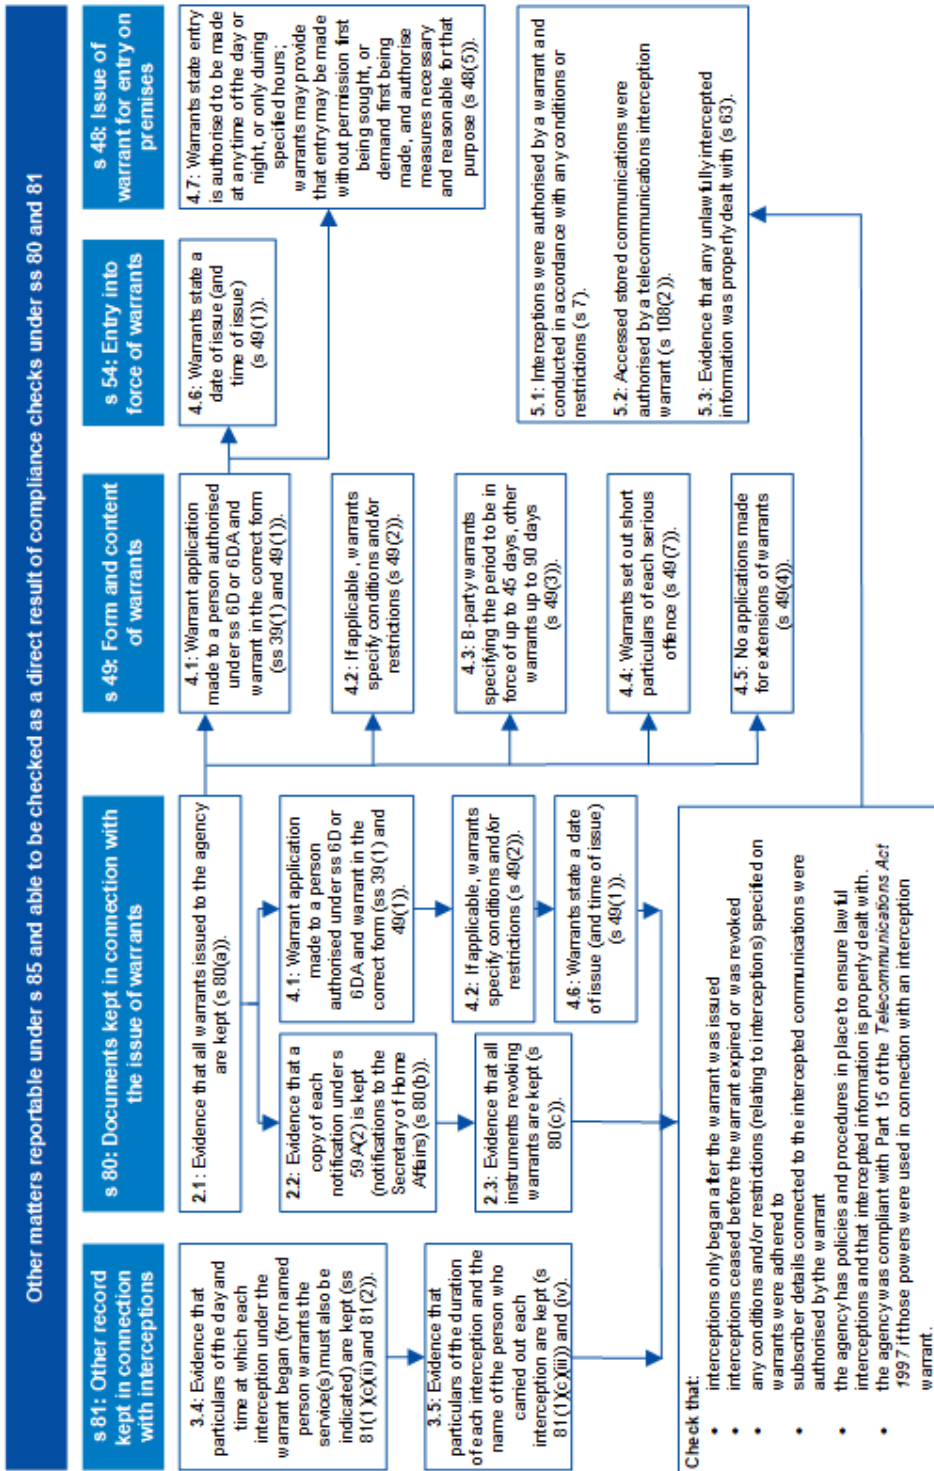 Other matters reportable under s 85 and able to be checked as a direct result of compliance checks under ss 80 and 81
s 81: Other record
kept in connection
with interceptions
s 80: Documents kept in connection with
the issue of warrants
s 49: Form and content
of warrants
s 54: Entry into
force of warrants
s 48: Issue of
warrant for entry on
premises
3.4: Evidence that
particulars of the day and
time at which each
interception under the
warrant began (for named
person warrants the
service(s) must also be
indicated) are kept (ss
81(1)(c)(ii) and 81(2)).
3.5: Evidence that
particulars of the duration
of each interception and the
name of the person who
carried out each
interception are kept (s
81(1)(c)(iii) and (iv).
2.1: Evidence that all warrants issued to the agency
are kept (s 80(a)).
2.2: Evidence that a
copy of each
notification under s
59A(2) is kept
(notifications to the
Secretary of Home
Affairs) (s 80(b)).
2.3: Evidence that all
instruments revoking
warrants are kept (s
80(c)).
4.1: Warrant application
made to a person
authorised under ss 6D or
6DA and warrant in the
correct form (ss 39(1) and
49(1)).
4.2: If applicable, warrants
specify conditions and/or
restrictions (s 49(2)).
4.6: Warrants state a date
of issue (and time of issue)
(s 49(1)).
4.1: Warrant application
made to a person authorised
under ss 6D or 6DA and
warrant in the correct form
(ss 39(1) and 49(1)).
4.2: If applicable, warrants
specify conditions and/or
restrictions (s 49(2)).
4.3: B-party warrants
specifying the period to be in
force of up to 45 days, other
warrants up to 90 days
(s 49(3)).
4.4: Warrants set out short
particulars of each serious
offence (s 49(7)).
4.5: No applications made
for extensions of warrants
(s 49(4)).
4.6: Warrants state a
date of issue (and
time of issue)
(s 49(1)).
4.7: Warrants state entry
is authorised to be made
at any time of the day or
night, or only during
specified hours;
warrants may provide
that entry may be made
without permission first
being sought, or
demand first being
made, and authorise
measures necessary
and reasonable for that
purpose (s 48(5)).
Check that:
• interceptions only began after the warrant was issued
• interceptions ceased before the warrant expired or was revoked
• any conditions and/or restrictions (relating to interceptions) specified on
warrants were adhered to
• subscriber details connected to the intercepted communications were
authorised by the warrant
• the agency has policies and procedures in place to ensure lawful
interceptions and that intercepted information is properly dealt with.
• the agency was compliant with Part 15 of the Telecommunications Act
1997 if those powers were used in connection with an interception
warrant.
5.1: Interceptions were authorised by a warrant and
conducted in accordance with any conditions or
restrictions (s 7).
5.2: Accessed stored communications were
authorised by a telecommunications interception
warrant (s 108(2)).
5.3: Evidence that any unlawfully intercepted
information was properly dealt with (s 63).